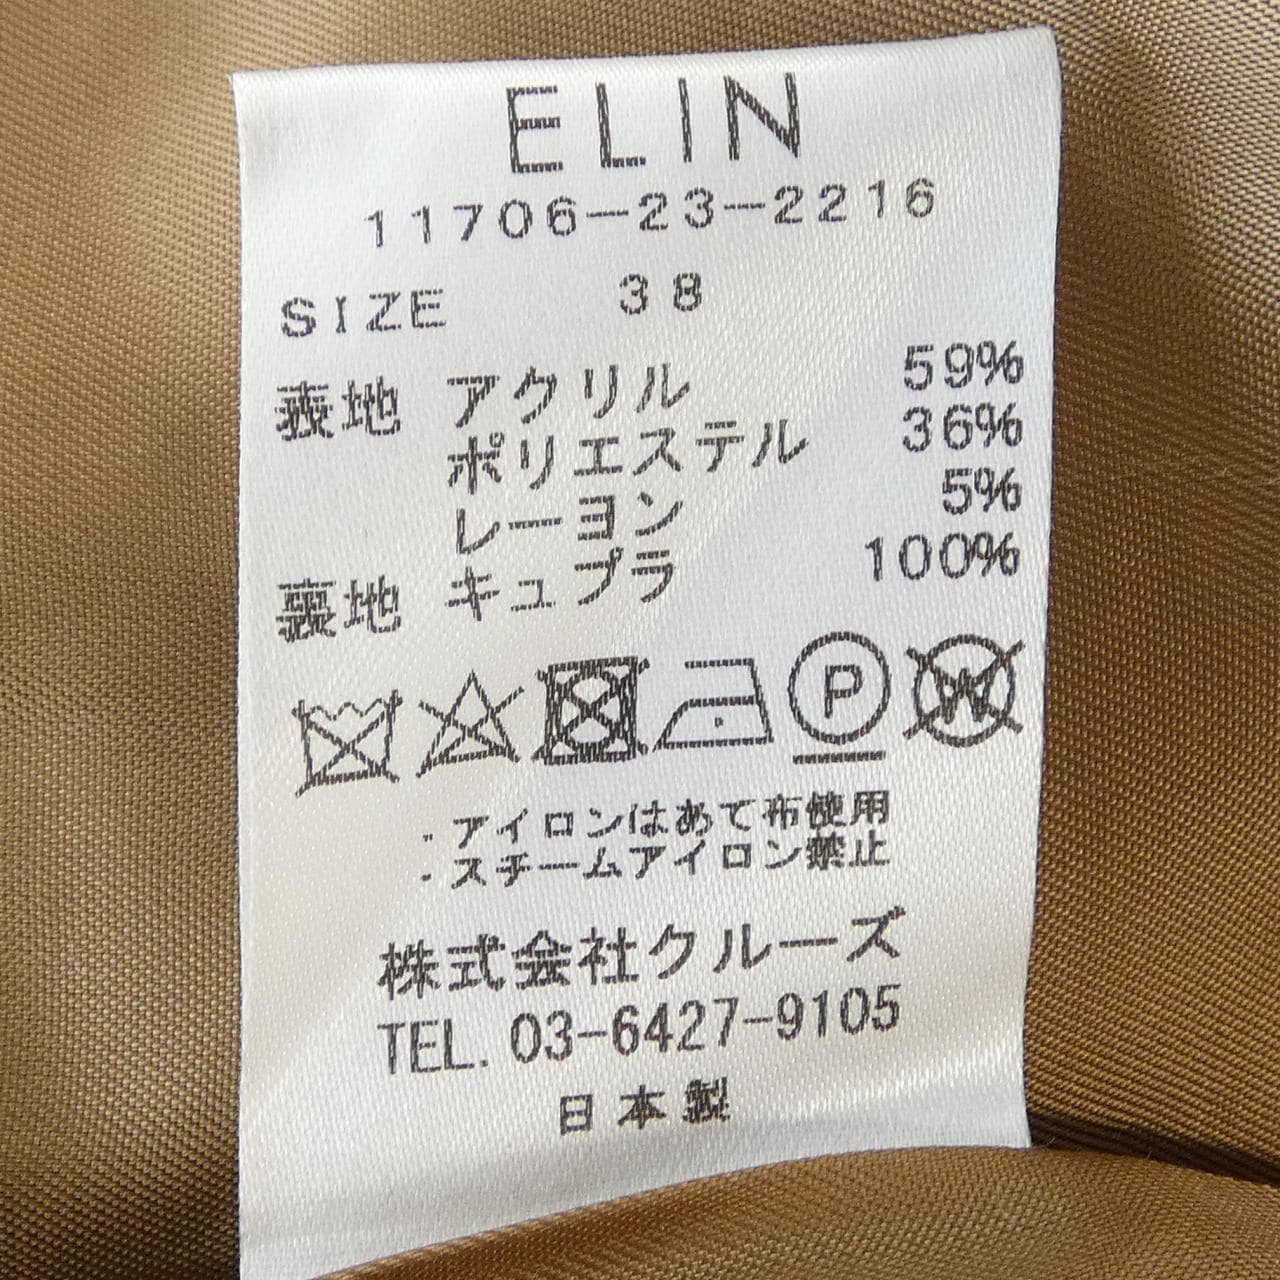 ELIN
11706-23-2216
SIZE 38
表地 アクリル 59%
ポリエステル 36%
レーヨン 5%
裏地 キュプラ 100%
P W
・アイロンはあて布使用
・スチームアイロン禁止
株式会社クルーズ
TEL. 03-6427-9105
日本製